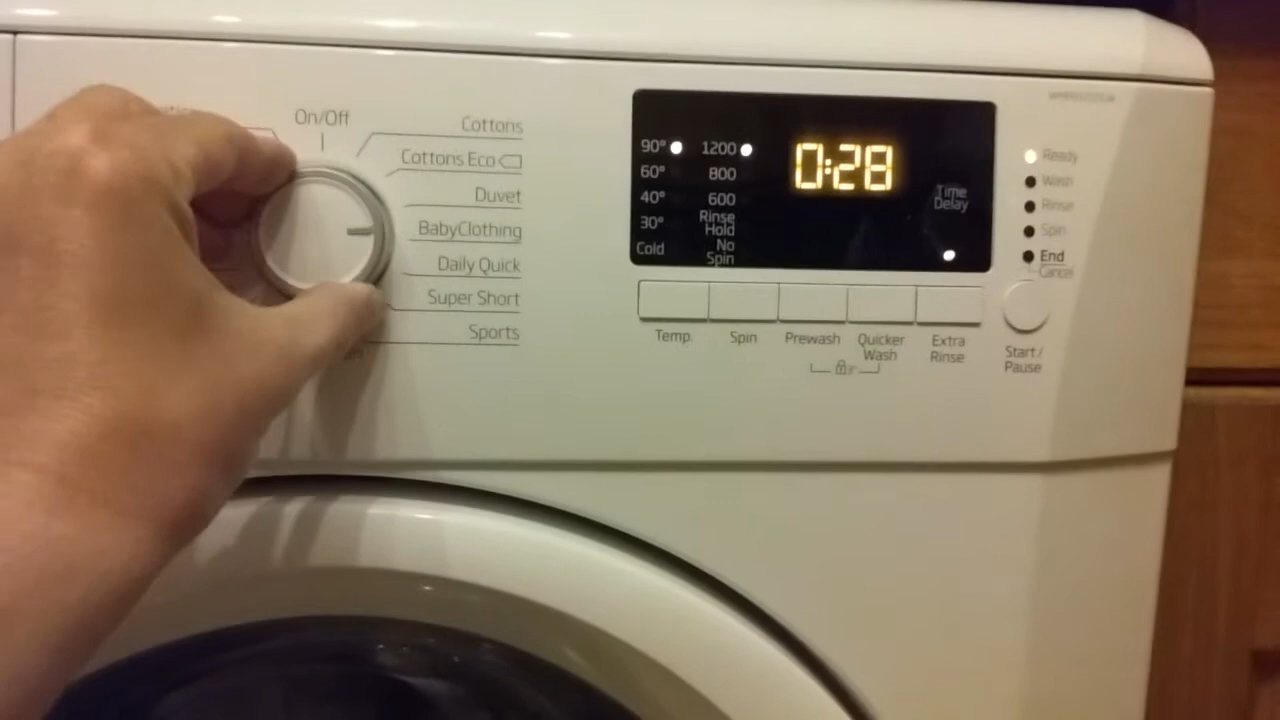 On/Off
Cottons
Cottons Eco
Duvet
BabyClothing
Daily Quick
Super Short
Sports
90°
60°
40°
30°
Cold
1200
800
600
Rinse
Hold
No
Spin
0:28
Time
Delay
Ready
Wash
Rinse
Spin
End
Cancel
Temp.
Spin
Prewash
Quicker
Wash
Extra
Rinse
Start/
Pause